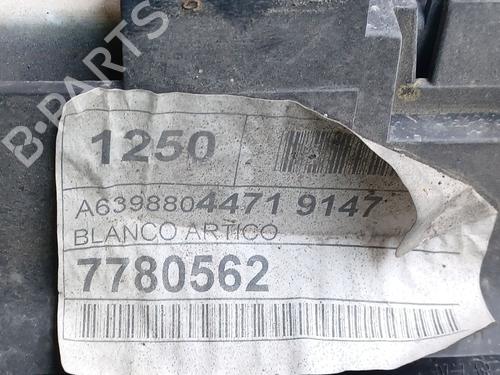 B-PARTS
1250
A6398804471 9147
BLANCO ARTICO
7780562